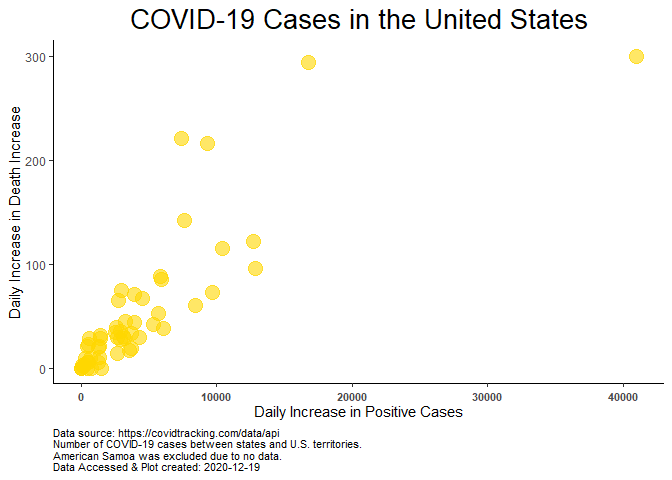 COVID-19 Cases in the United States
Daily Increase in Death Increase
300
200
100
0
0 10000 20000 30000 40000
Daily Increase in Positive Cases
Data source: https://covidtracking.com/data/api
Number of COVID-19 cases between states and U.S. territories.
American Samoa was excluded due to no data.
Data Accessed & Plot created: 2020-12-19